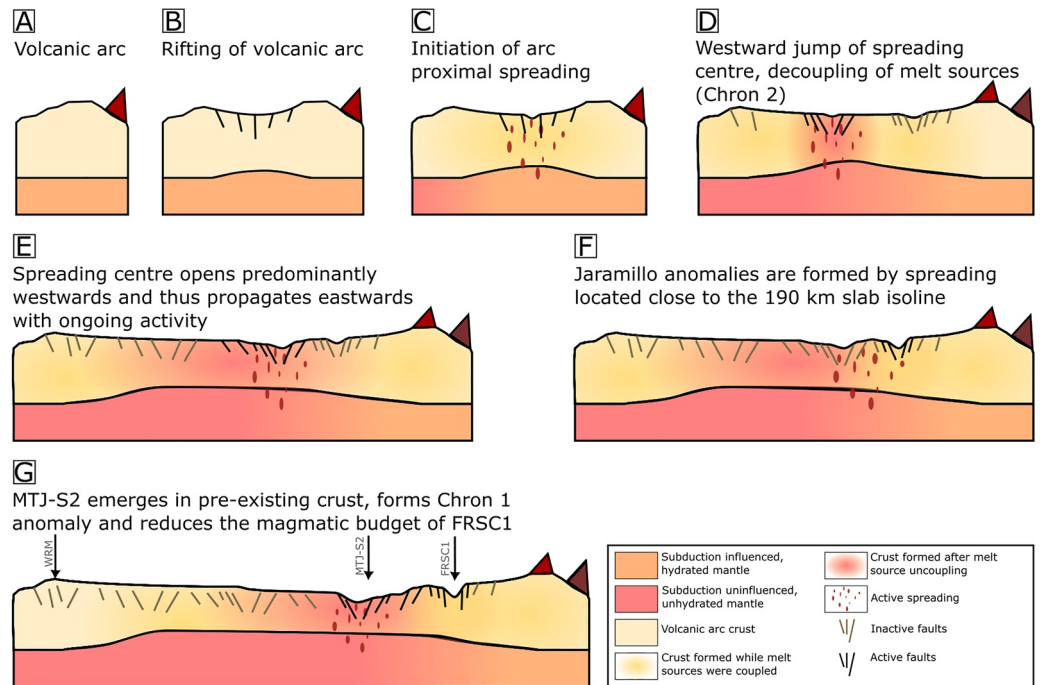 A
Volcanic arc
B
Rifting of volcanic arc
C
Initiation of arc
proximal spreading
D
Westward jump of spreading
centre, decoupling of melt sources
(Chron 2)
E
Spreading centre opens predominantly
westwards and thus propagates eastwards
with ongoing activity
F
Jaramillo anomalies are formed by spreading
located close to the 190 km slab isoline
G
MTJ-S2 emerges in pre-existing crust, forms Chron 1
anomaly and reduces the magmatic budget of FRSC1
WRM
MTJ-S2
FRSC1
Subduction influenced,
hydrated mantle
Subduction uninfluenced,
unhydrated mantle
Volcanic arc crust
Crust formed while melt
sources were coupled
Crust formed after melt
source uncoupling
Active spreading
Inactive faults
Active faults